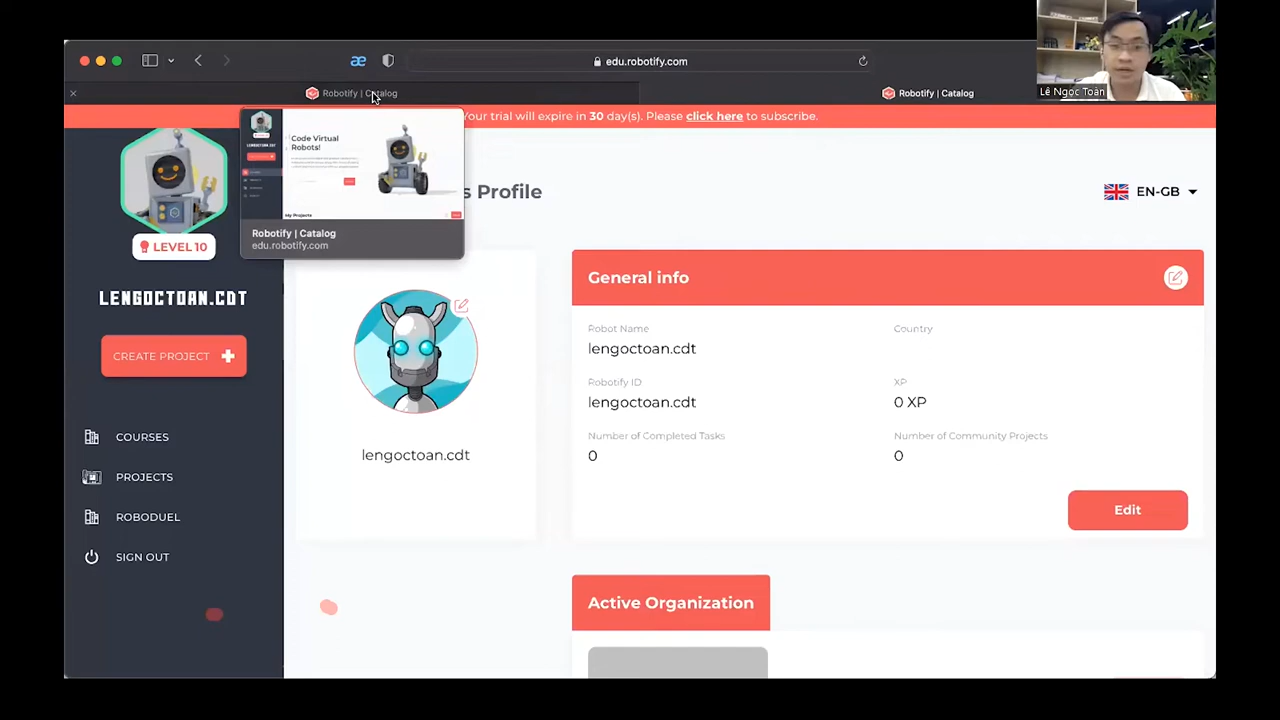 edu.robotify.com
Lê Ngọc Toàn
Robotify | Catalog
Robotify | Catalog
Your trial will expire in 30 day(s). Please click here to subscribe.
Code Virtual
Robots!
My Projects
Robotify | Catalog
edu.robotify.com
s Profile
EN-GB
LEVEL 10
LENGOCTOAN.CDT
CREATE PROJECT
COURSES
PROJECTS
ROBODUEL
SIGN OUT
lengoctoan.cdt
General info
Robot Name
Country
lengoctoan.cdt
Robotify ID
XP
lengoctoan.cdt
0 XP
Number of Completed Tasks
Number of Community Projects
0
0
Edit
Active Organization